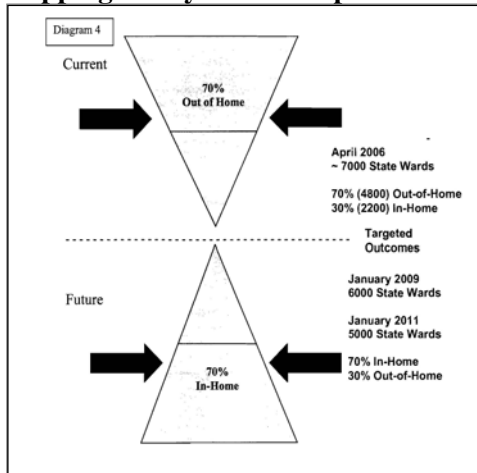 Diagram 4
Current
70%
Out of Home
April 2006
~ 7000 State Wards
70% (4800) Out-of-Home
30% (2200) In-Home
Targeted
Outcomes
Future
January 2009
6000 State Wards
January 2011
5000 State Wards
70% In-Home
30% Out-of-Home
70%
In-Home